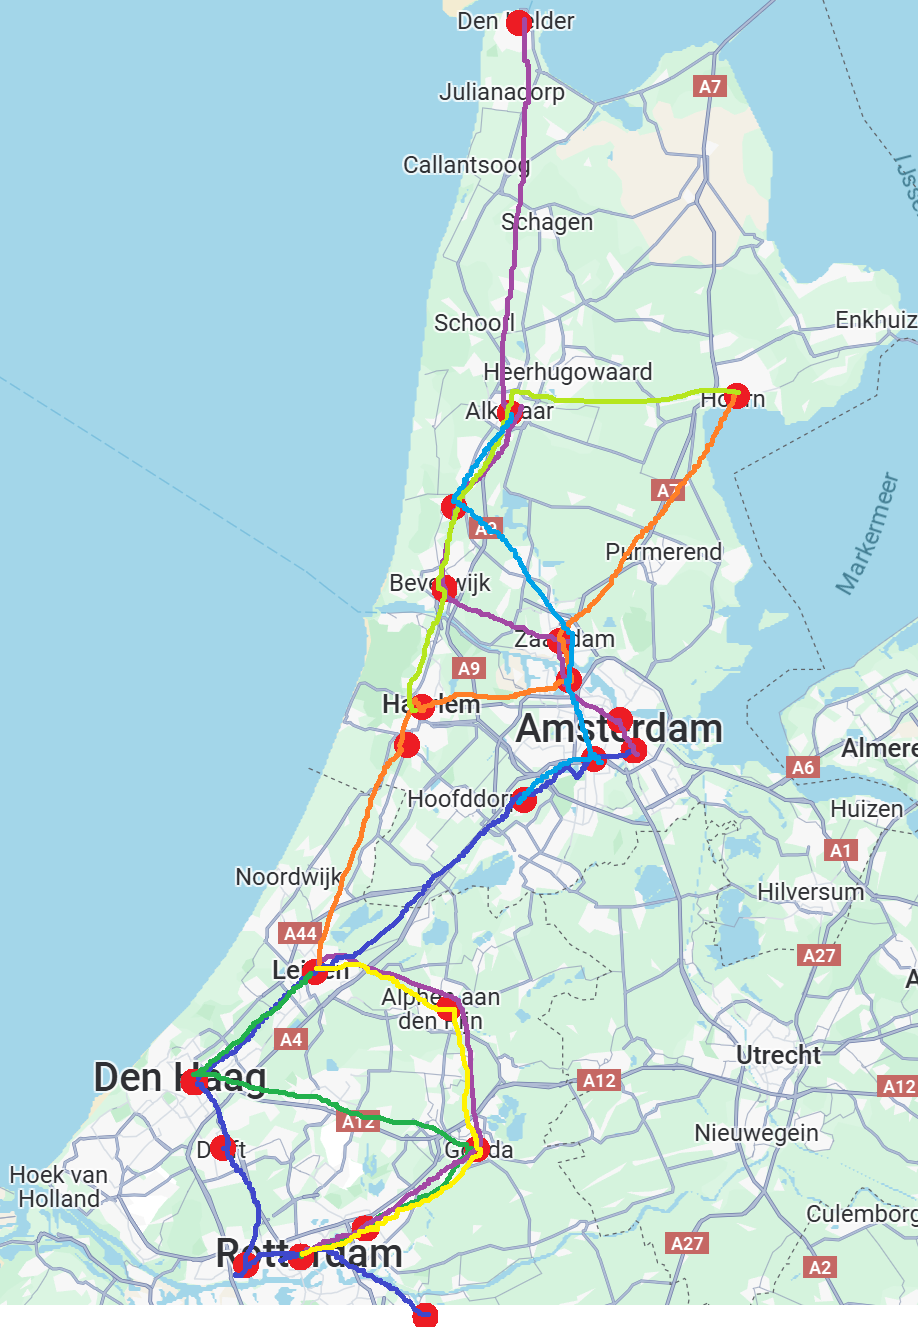 Den Helder
A7
Julianadorp
Callantsoog
IJsse
Schagen
Schoorl
Enkhuiz
Heerhugowaard
Hoorn
Alkmaar
A7
A9
Markermeer
Purmerend
Beverwijk
Zaandam
A9
Haarlem
Amsterdam
Almere
A6
Hoofddorp
Huizen
A1
Noordwijk
Hilversum
A44
A27
Leiden
A
Alphen aan
den Rijn
A4
Utrecht
Den Haag
A12
A12
A12
Nieuwegein
Delft
Gouda
Hoek van
Holland
Culemborg
A27
Rotterdam
A2